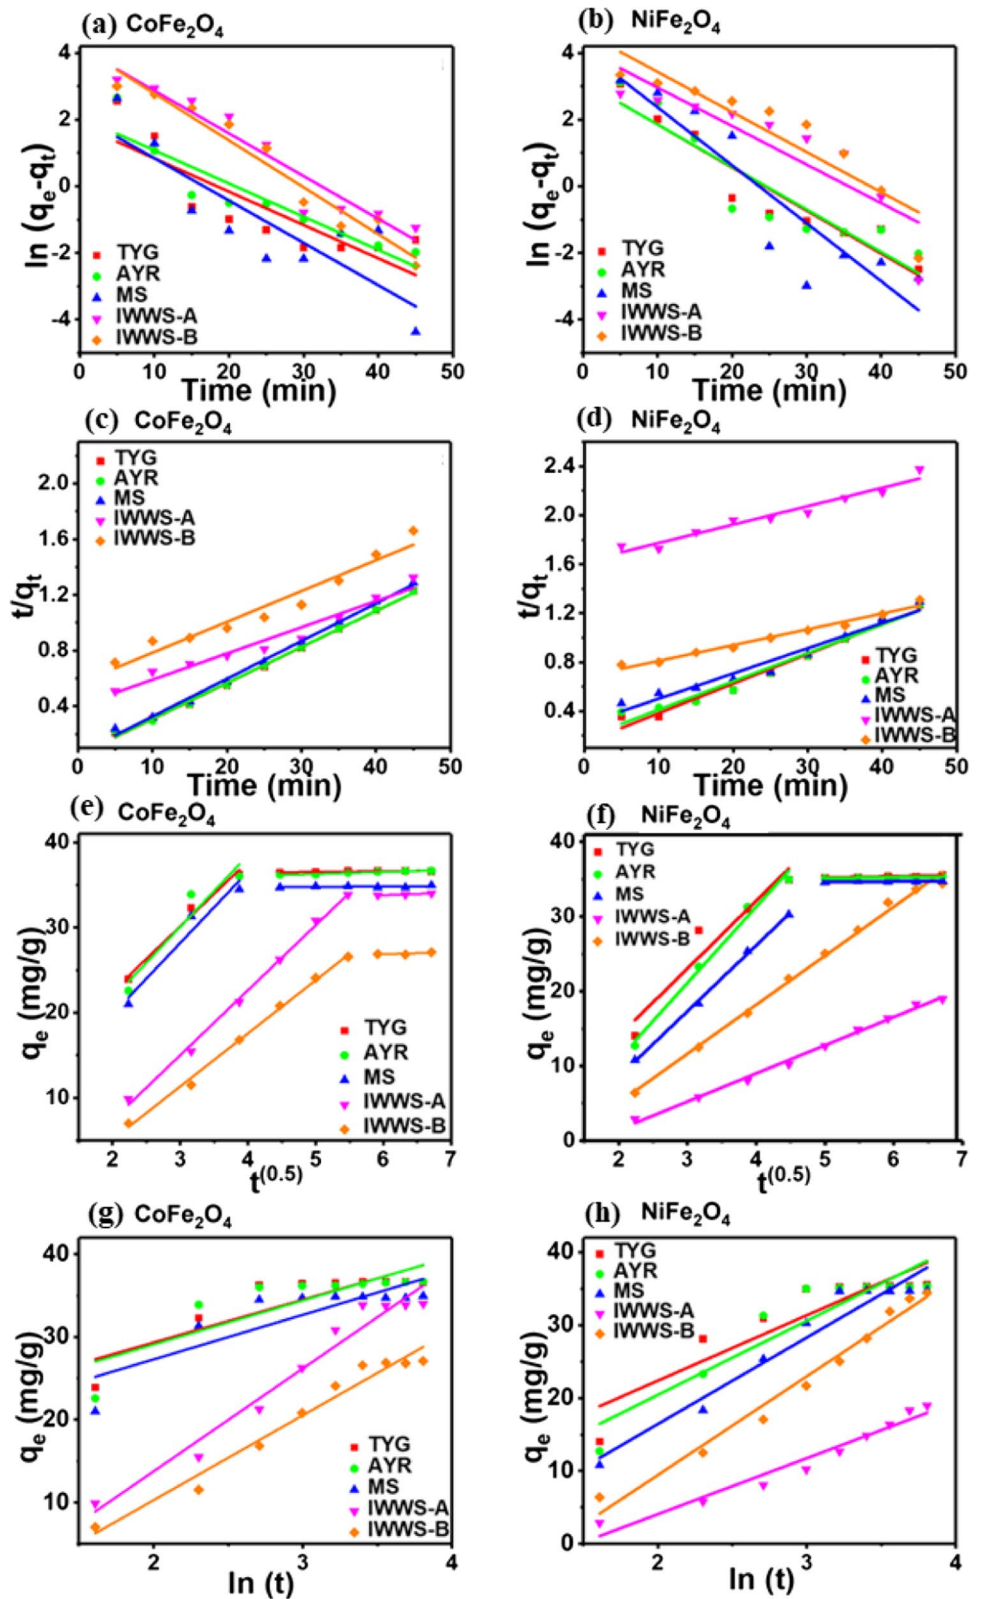 (a) CoFe₂O₄
4
2
0
-2
-4
ln (qₑ-qₜ)
TYG
AYR
MS
IWWS-A
IWWS-B
0 10 20 30 40 50
Time (min)
(b) NiFe₂O₄
4
2
0
-2
-4
ln (qₑ-qₜ)
TYG
AYR
MS
IWWS-A
IWWS-B
0 10 20 30 40 50
Time (min)
(c) CoFe₂O₄
2.0
1.6
1.2
0.8
0.4
t/qₜ
TYG
AYR
MS
IWWS-A
IWWS-B
0 10 20 30 40 50
Time (min)
(d) NiFe₂O₄
2.4
2.0
1.6
1.2
0.8
0.4
t/qₜ
TYG
AYR
MS
IWWS-A
IWWS-B
0 10 20 30 40 50
Time (min)
(e) CoFe₂O₄
40
30
20
10
qₑ (mg/g)
TYG
AYR
MS
IWWS-A
IWWS-B
2 3 4 5 6 7
t(0.5)
(f) NiFe₂O₄
40
30
20
10
0
qₑ (mg/g)
TYG
AYR
MS
IWWS-A
IWWS-B
2 3 4 5 6 7
t(0.5)
(g) CoFe₂O₄
40
30
20
10
qₑ (mg/g)
TYG
AYR
MS
IWWS-A
IWWS-B
2 3 4
ln (t)
(h) NiFe₂O₄
40
30
20
10
0
qₑ (mg/g)
TYG
AYR
MS
IWWS-A
IWWS-B
2 3 4
ln (t)